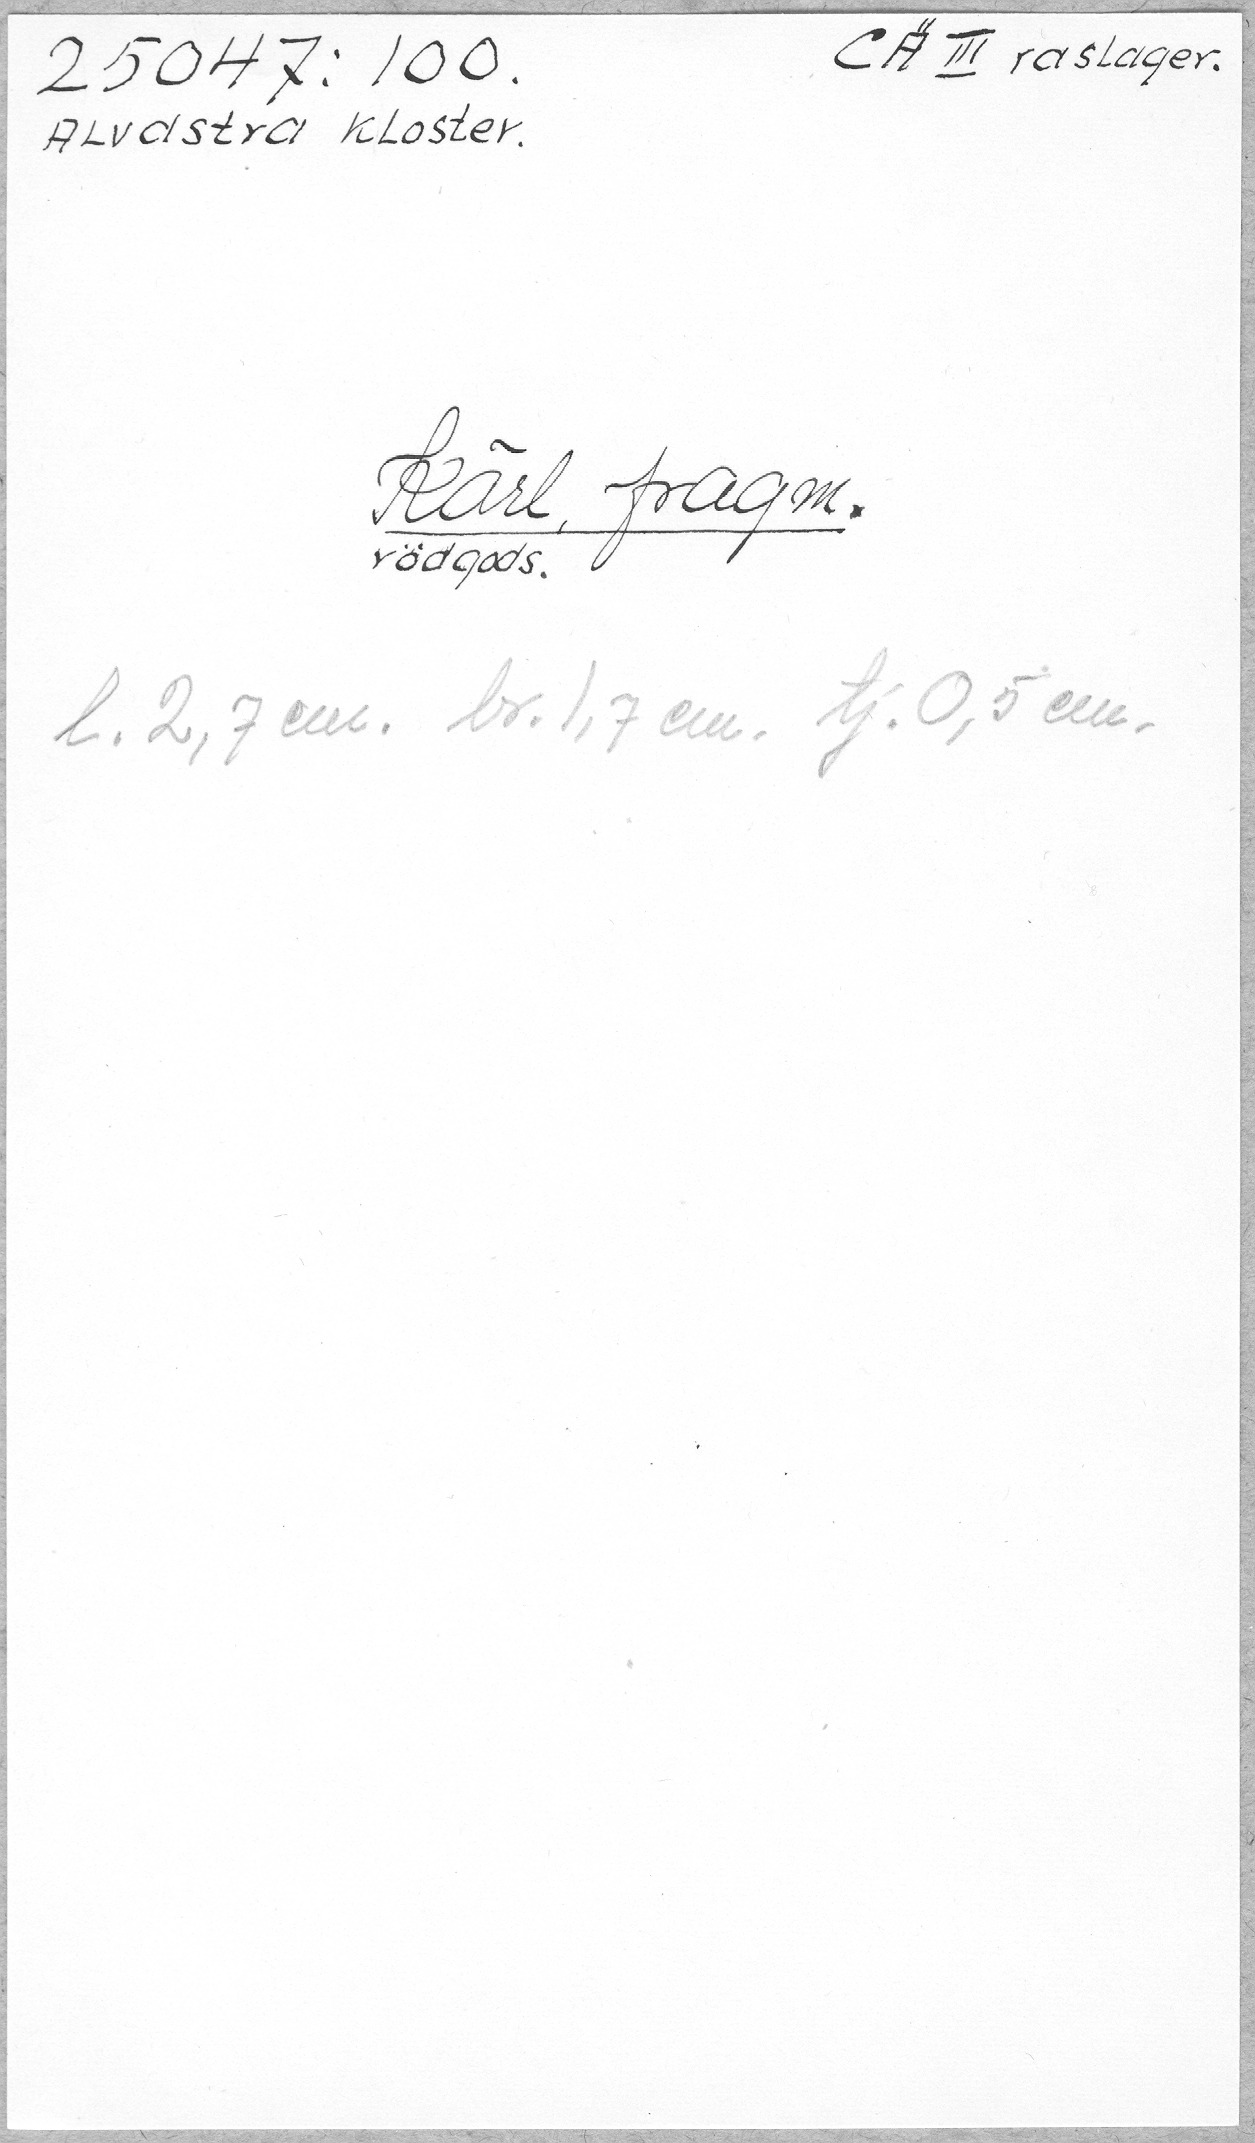 25047: 100.
CÄ III raslager.
Alvastra Kloster.
Kärl, fragm.
rödgods.
l. 2,7 cm. br. 1,7 cm. tj. 0,5 cm.